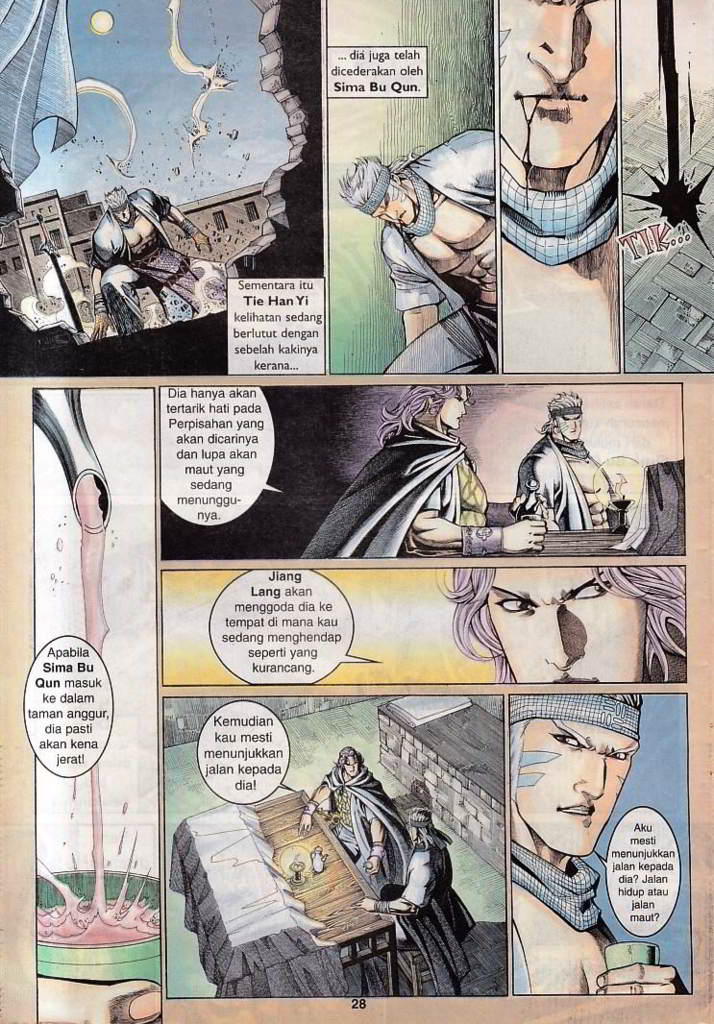 Sementara itu
Tie Han Yi
kelihatan sedang
berlutut dengan
sebelah kakinya
kerana...
... dia juga telah
dicederakan oleh
Sima Bu Qun.
TIK...
Apabila
Sima Bu
Qun masuk
ke dalam
taman anggur,
dia pasti
akan kena
jerat!
Dia hanya akan
tertarik hati pada
Perpisahan yang
akan dicarinya
dan lupa akan
maut yang
sedang
menunggu-
nya.
Jiang
Lang akan
menggoda dia ke
tempat di mana kau
sedang menghendap
seperti yang
kurancang.
Kemudian
kau mesti
menunjukkan
jalan kepada
dia!
Aku
mesti
menunjukkan
jalan kepada
dia? Jalan
hidup atau
jalan
maut?
28